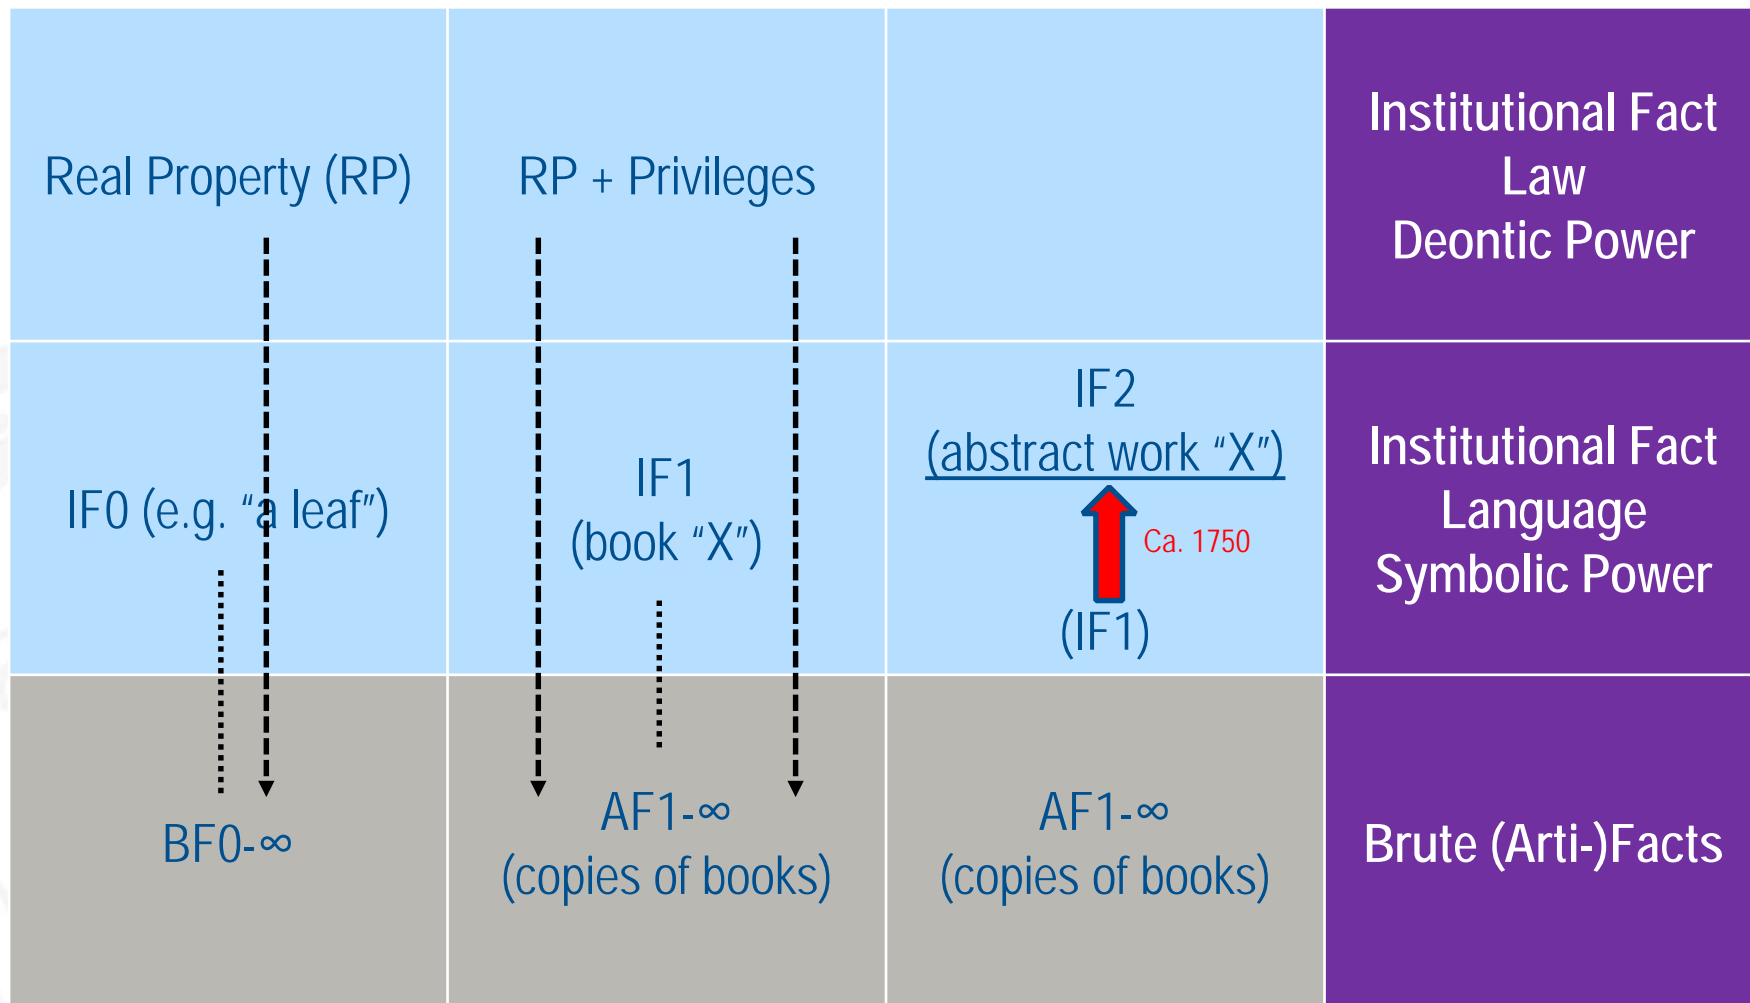 Real Property (RP)
RP + Privileges
Institutional Fact
Law
Deontic Power
IF0 (e.g. “a leaf”)
IF1
(book “X”)
IF2
(abstract work “X”)
Ca. 1750
(IF1)
Institutional Fact
Language
Symbolic Power
BF0-∞
AF1-∞
(copies of books)
AF1-∞
(copies of books)
Brute (Arti-)Facts